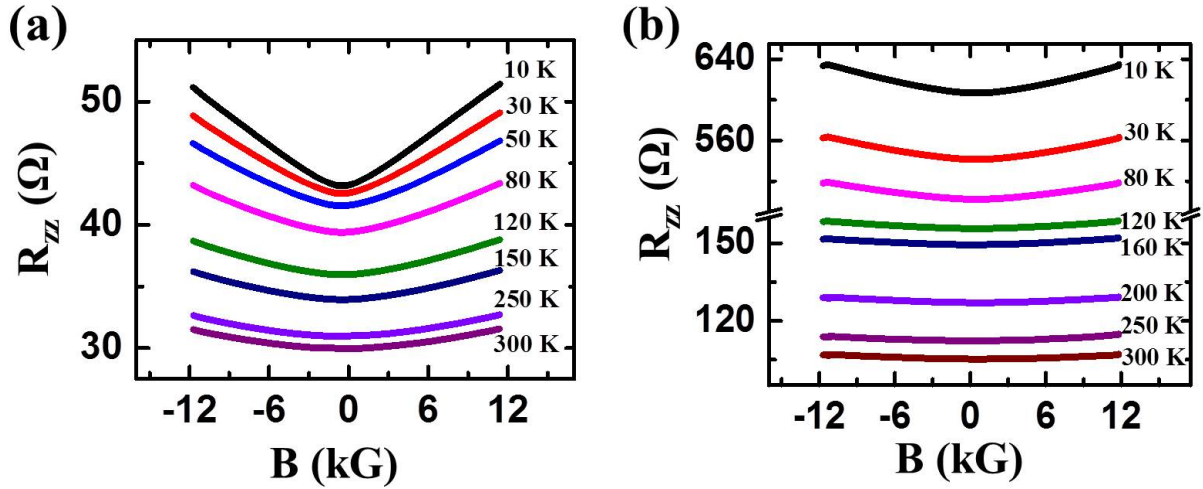 (a)
R_zz (Ω)
50
40
30
10 K
30 K
50 K
80 K
120 K
150 K
250 K
300 K
-12 -6 0 6 12
B (kG)
(b)
R_zz (Ω)
640
560
150
120
10 K
30 K
80 K
120 K
160 K
200 K
250 K
300 K
-12 -6 0 6 12
B (kG)